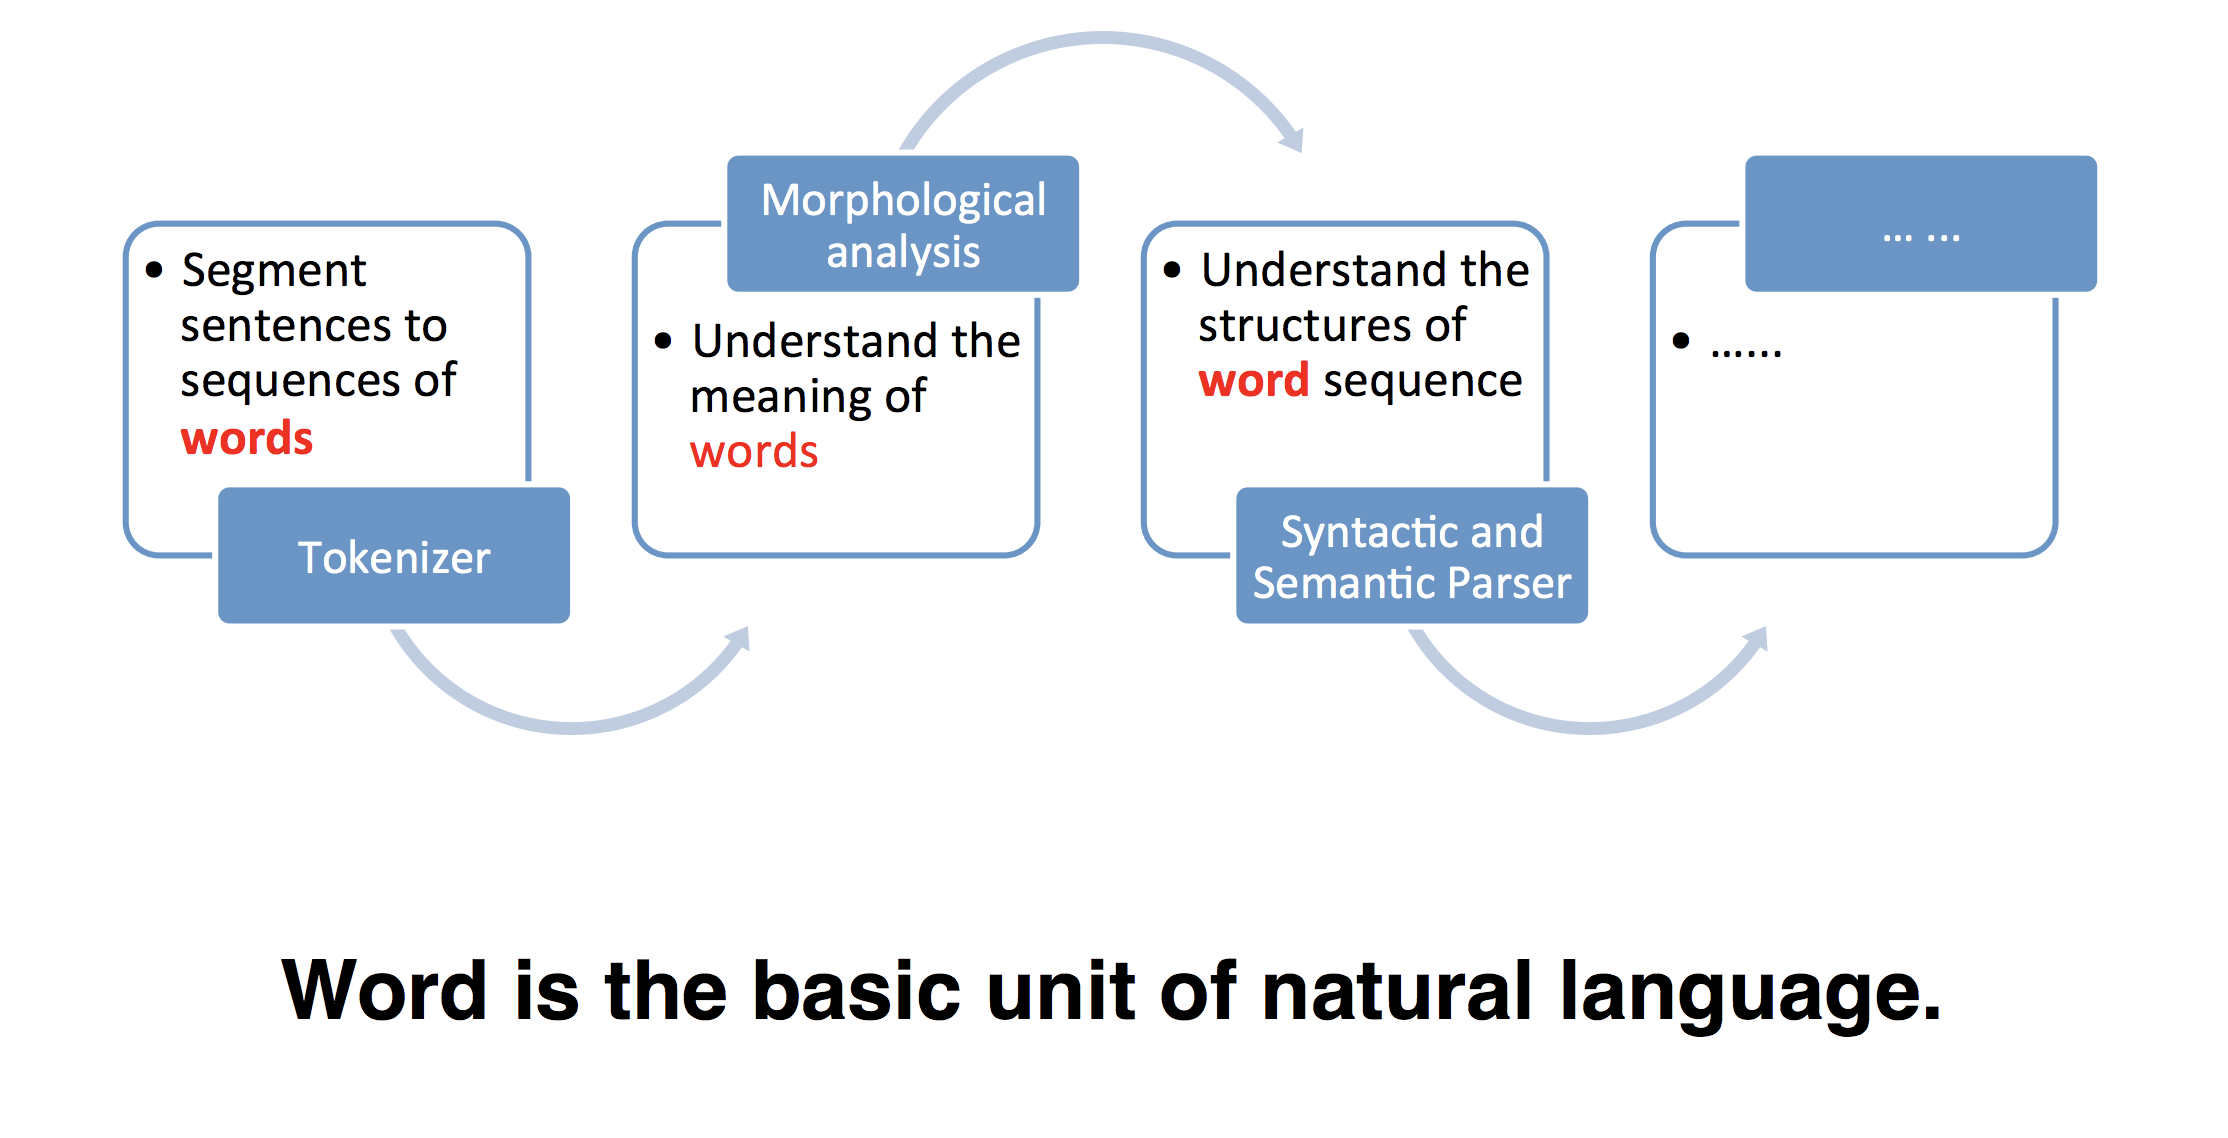 • Segment
sentences to
sequences of
words
Tokenizer
Morphological
analysis
• Understand the
meaning of
words
• Understand the
structures of
word sequence
Syntactic and
Semantic Parser
... ...
• ......
Word is the basic unit of natural language.